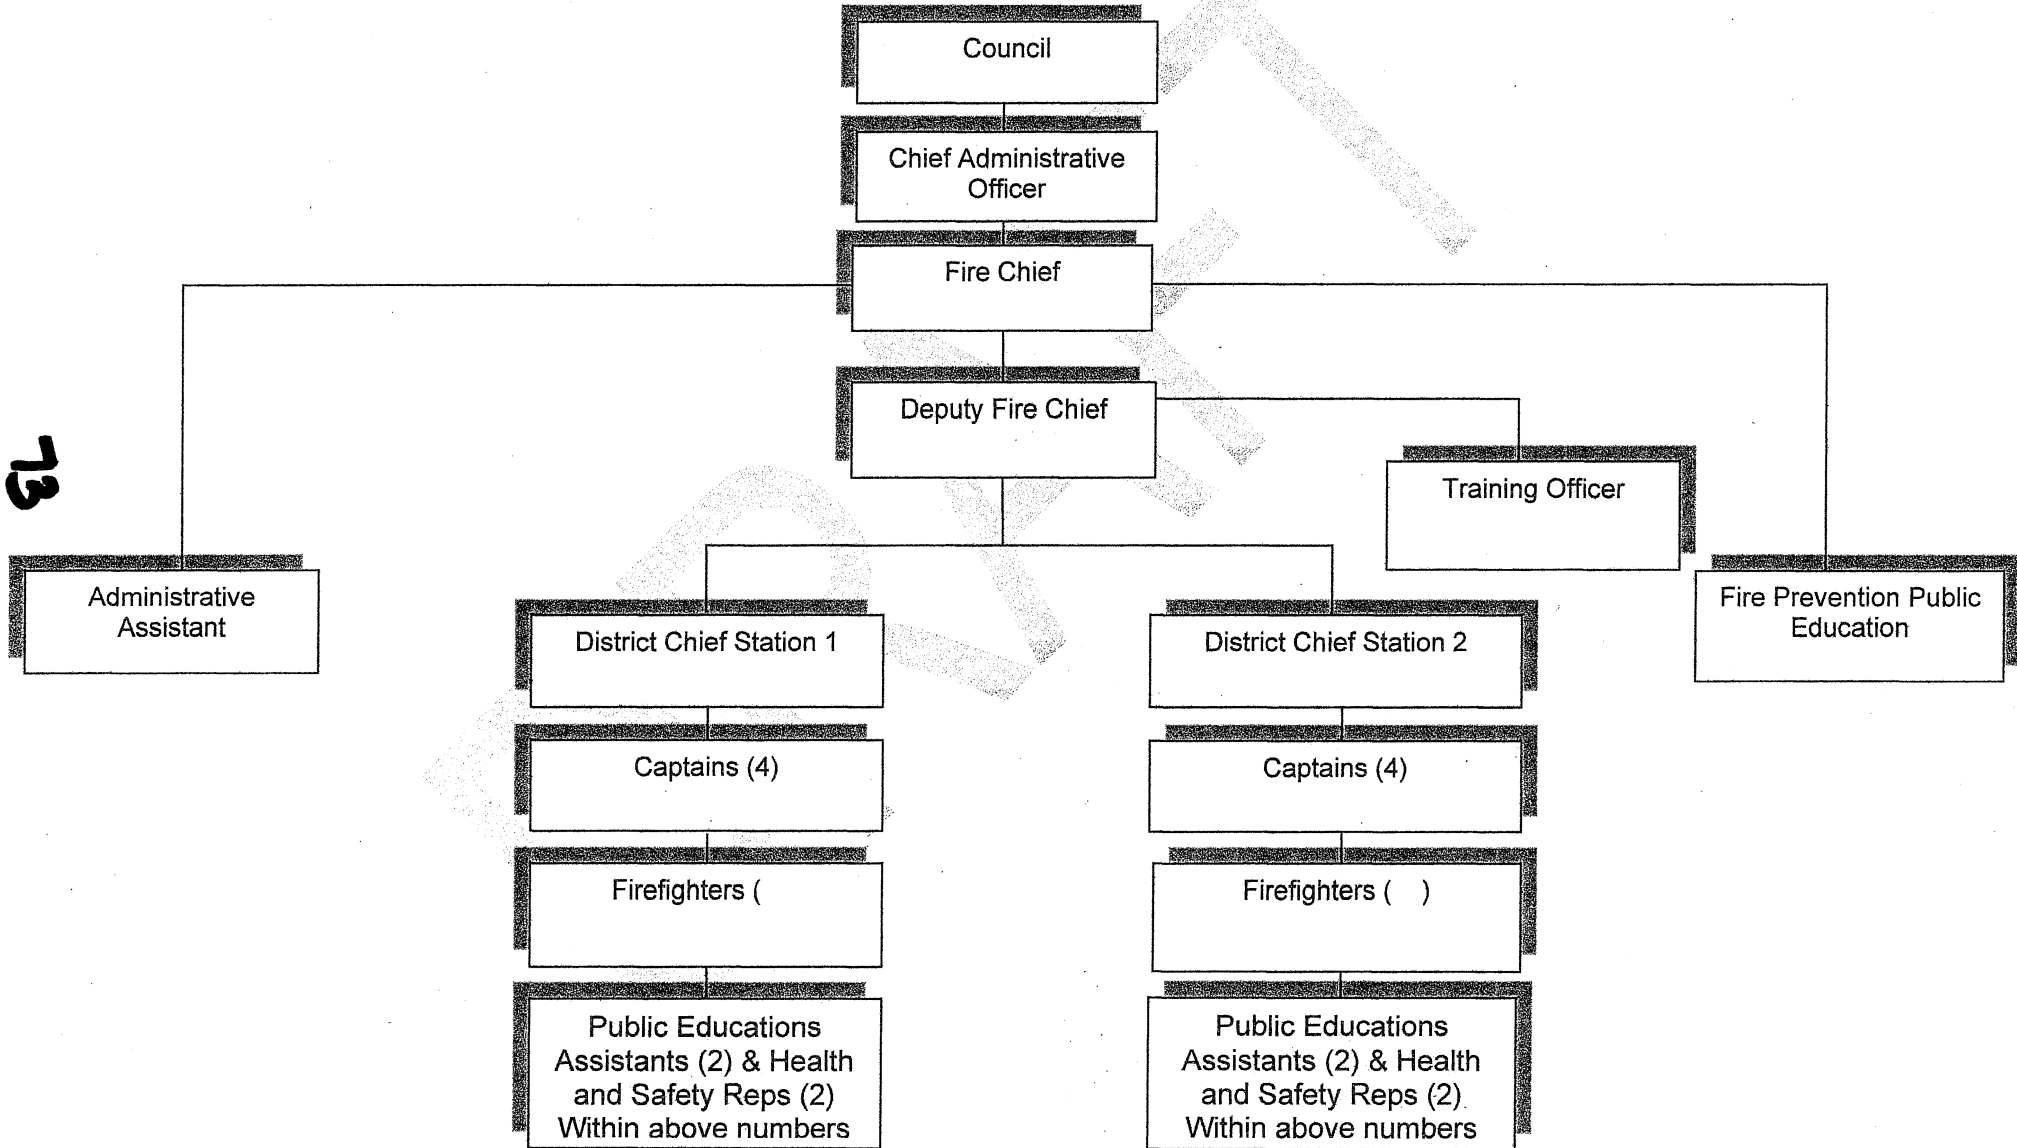 Council
Chief Administrative
Officer
Fire Chief
Deputy Fire Chief
Training Officer
73
Administrative
Assistant
Fire Prevention Public
Education
District Chief Station 1
District Chief Station 2
Captains (4)
Captains (4)
Firefighters (
Firefighters (   )
Public Educations
Assistants (2) & Health
and Safety Reps (2)
Within above numbers
Public Educations
Assistants (2) & Health
and Safety Reps (2)
Within above numbers
DRAFT